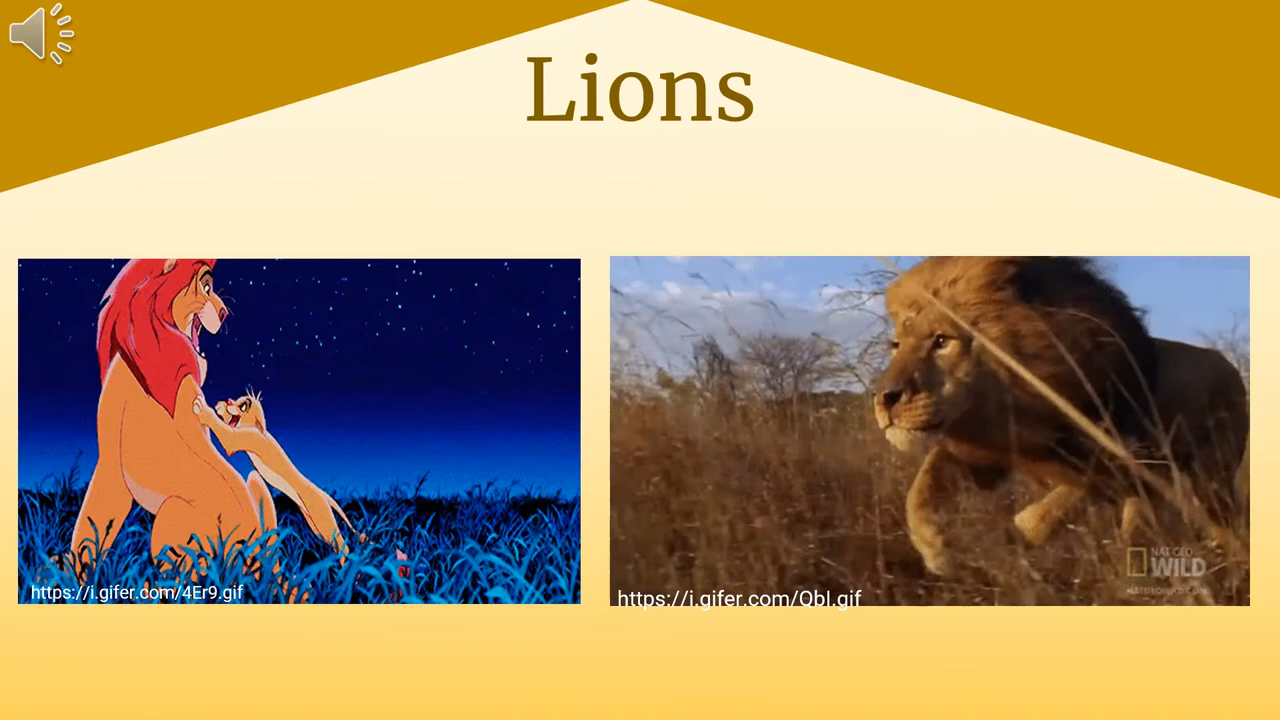 Lions
https://i.gifer.com/4Er9.gif
https://i.gifer.com/QbI.gif
NAT GEO
WILD